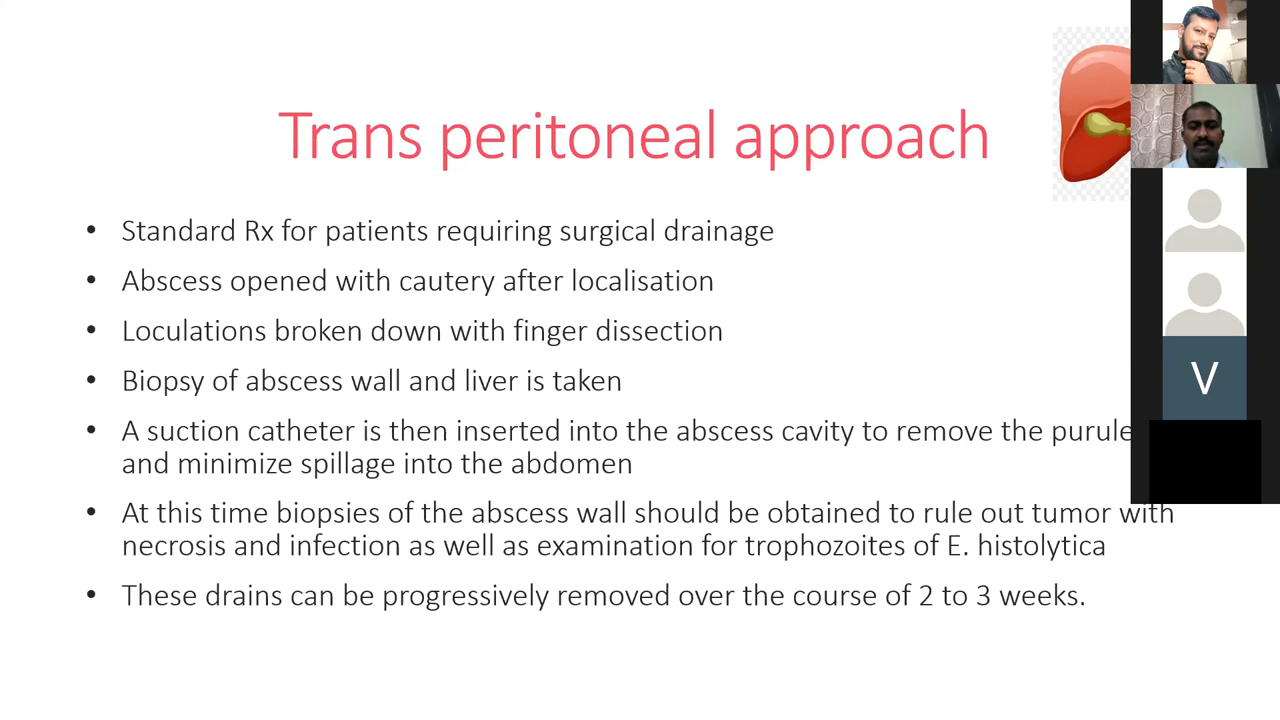 Trans peritoneal approach
• Standard Rx for patients requiring surgical drainage
• Abscess opened with cautery after localisation
• Loculations broken down with finger dissection
• Biopsy of abscess wall and liver is taken
• A suction catheter is then inserted into the abscess cavity to remove the
and minimize spillage into the abdomen
• At this time biopsies of the abscess wall should be obtained to rule out tumor with
necrosis and infection as well as examination for trophozoites of E. histolytica
• These drains can be progressively removed over the course of 2 to 3 weeks.
V